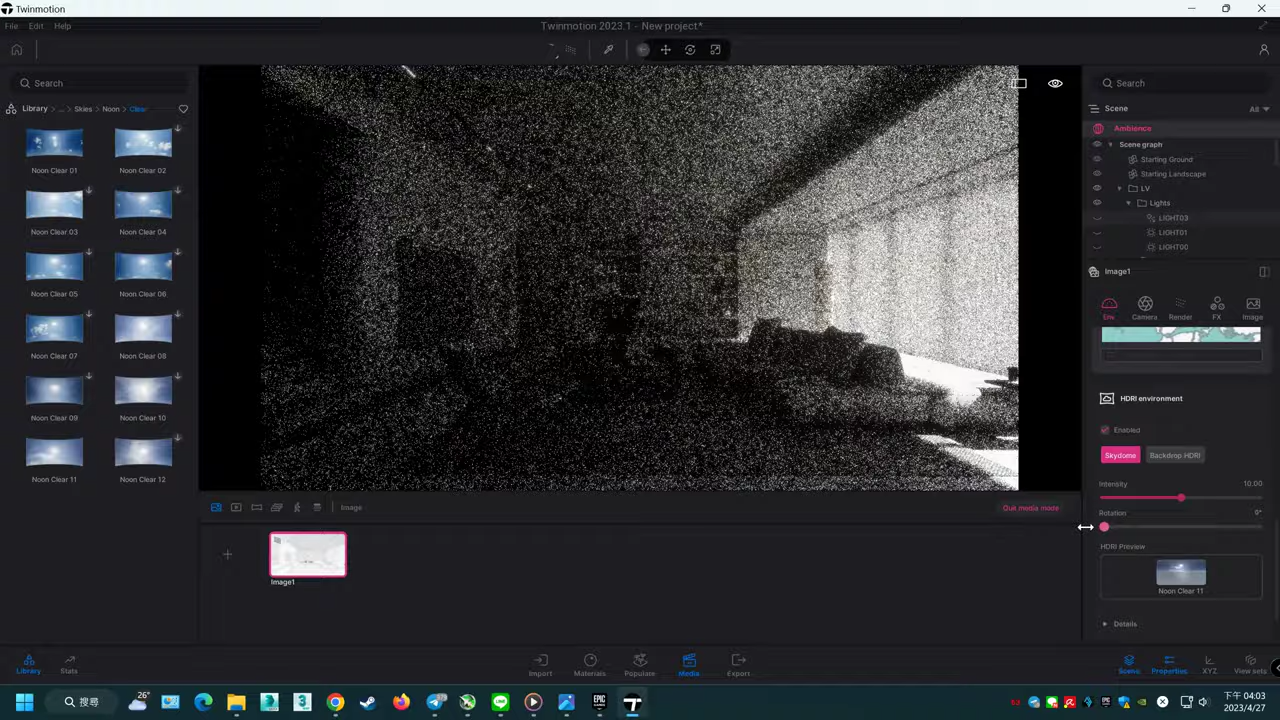 Twinmotion
File Edit Help
Twinmotion 2023.1 - New project*
Search
Library > ... > Skies > Noon > Clear
Noon Clear 01
Noon Clear 02
Noon Clear 03
Noon Clear 04
Noon Clear 05
Noon Clear 06
Noon Clear 07
Noon Clear 08
Noon Clear 09
Noon Clear 10
Noon Clear 11
Noon Clear 12
Image
Quit media mode
Image1
Search
Scene
All
Ambience
Scene graph
Starting Ground
Starting Landscape
LV
Lights
LIGHT03
LIGHT01
LIGHT00
Image1
Env Camera Render FX Image
HDRI environment
Enabled
Skydome Backdrop HDRI
Intensity 10.00
Rotation 0°
HDRI Preview
Noon Clear 11
Details
Library Stats
Import Materials Populate Media Export
Scene Properties XYZ View sets
搜尋
26°
EPIC
下午 04:03
2023/4/27